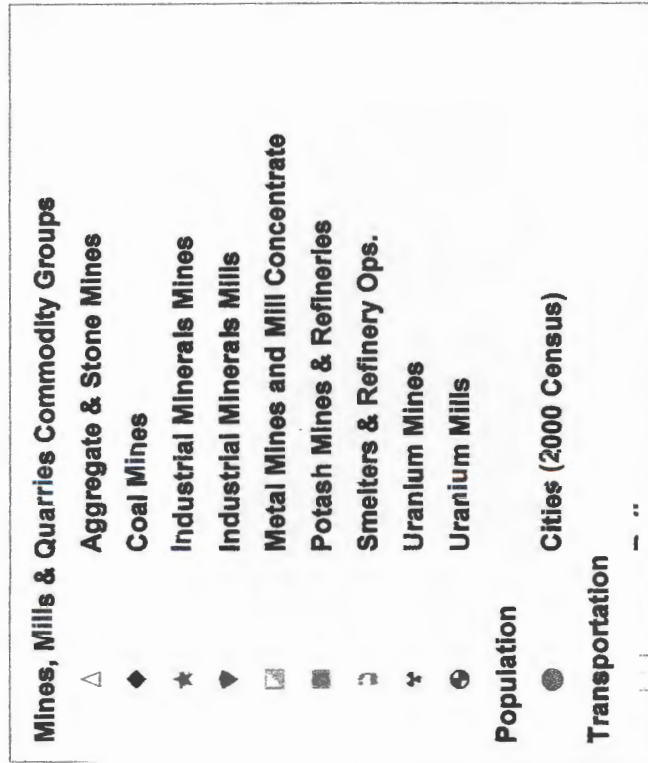 Mines, Mills & Quarries Commodity Groups
Aggregate & Stone Mines
Coal Mines
Industrial Minerals Mines
Industrial Minerals Mills
Metal Mines and Mill Concentrate
Potash Mines & Refineries
Smelters & Refinery Ops.
Uranium Mines
Uranium Mills
Population
Cities (2000 Census)
Transportation